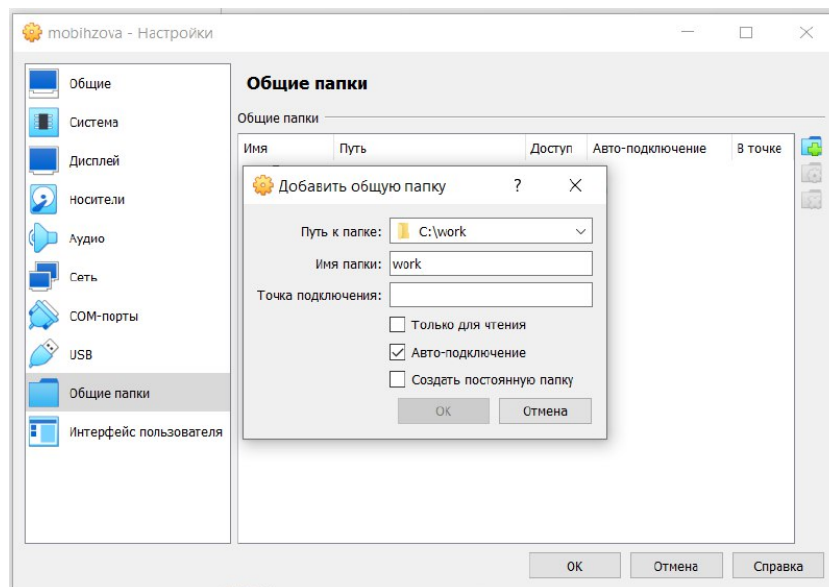 mobihzova - Настройки
Общие
Система
Дисплей
Носители
Аудио
Сеть
COM-порты
USB
Общие папки
Интерфейс пользователя
Общие папки
Общие папки
Имя Путь Доступ Авто-подключение В точке
Добавить общую папку ?
Путь к папке: C:\work
Имя папки: work
Точка подключения:
Только для чтения
Авто-подключение
Создать постоянную папку
OK Отмена
OK Отмена Справка